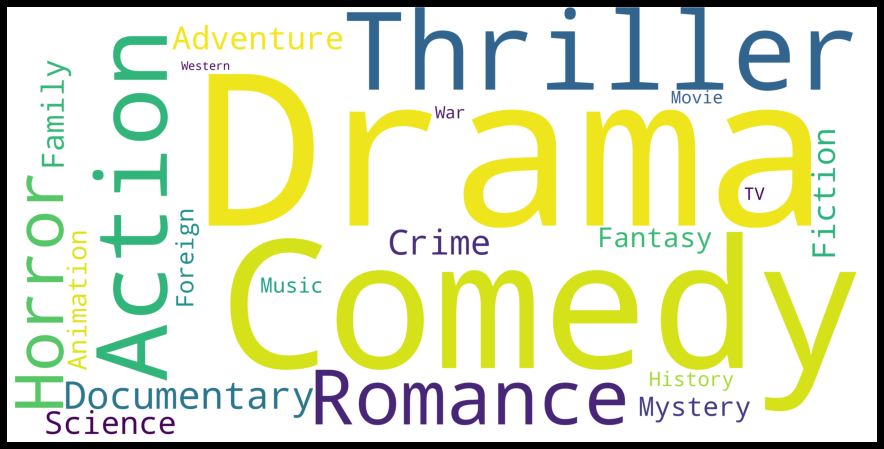 Thriller
Adventure
Western
Action
Family
Drama
War
Movie
TV
Fiction
Horror
Animation
Foreign
Crime
Fantasy
Comedy
Music
Romance
Documentary
History
Mystery
Science